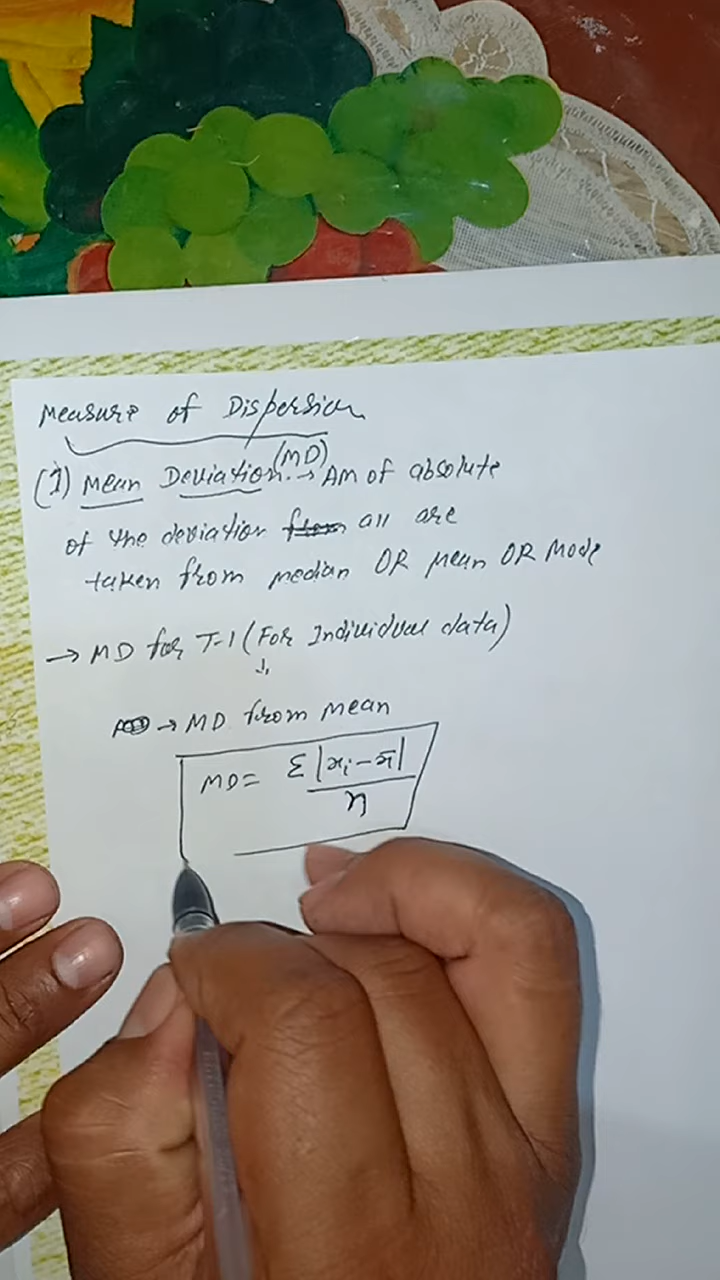 Measure of Dispersion
(1) Mean Deviation (MD) → AM of absolute
of the deviation from all are
taken from median OR Mean OR Mode
→ MD for T-1 (For Individual data)
↓
→ MD from Mean
MD = Σ|xi - x̄| / n